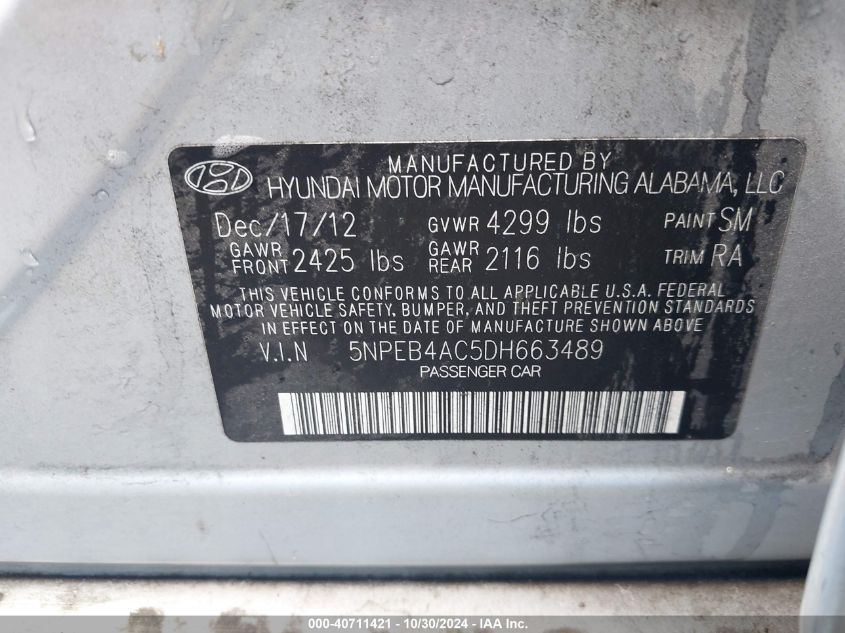 MANUFACTURED BY
HYUNDAI MOTOR MANUFACTURING ALABAMA, LLC
Dec/17/12 GVWR 4299 lbs PAINT SM
GAWR FRONT 2425 lbs GAWR REAR 2116 lbs TRIM RA
THIS VEHICLE CONFORMS TO ALL APPLICABLE U.S.A. FEDERAL
MOTOR VEHICLE SAFETY, BUMPER, AND THEFT PREVENTION STANDARDS
IN EFFECT ON THE DATE OF MANUFACTURE SHOWN ABOVE
V.I.N 5NPEB4AC5DH663489
PASSENGER CAR
000-40711421 - 10/30/2024 - IAA Inc.